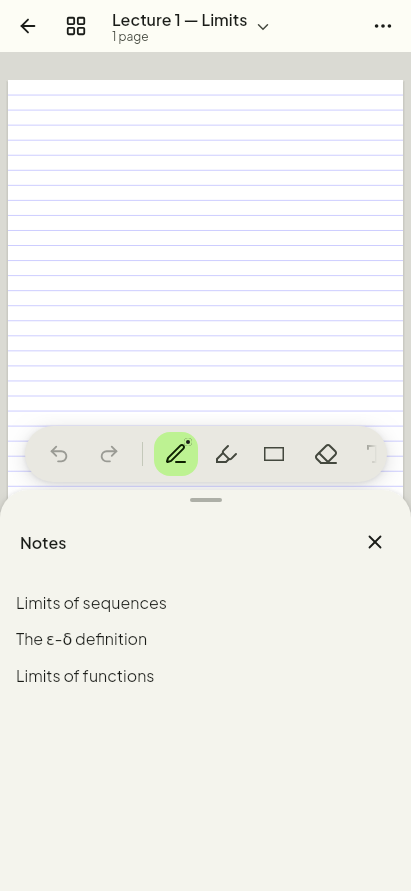 Lecture 1 — Limits
1 page
Notes
Limits of sequences
The ε-δ definition
Limits of functions